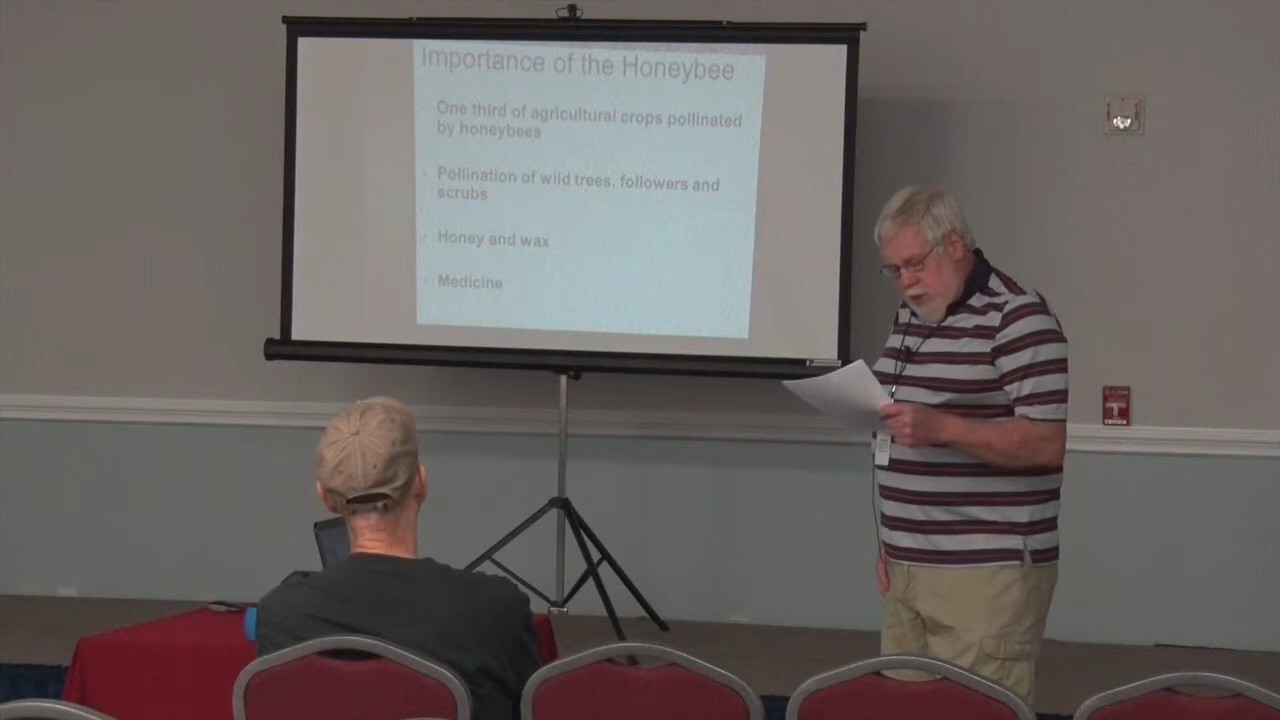 Importance of the Honeybee
One third of agricultural crops pollinated
by honeybees
Pollination of wild trees, followers and
scrubs
Honey and wax
Medicine